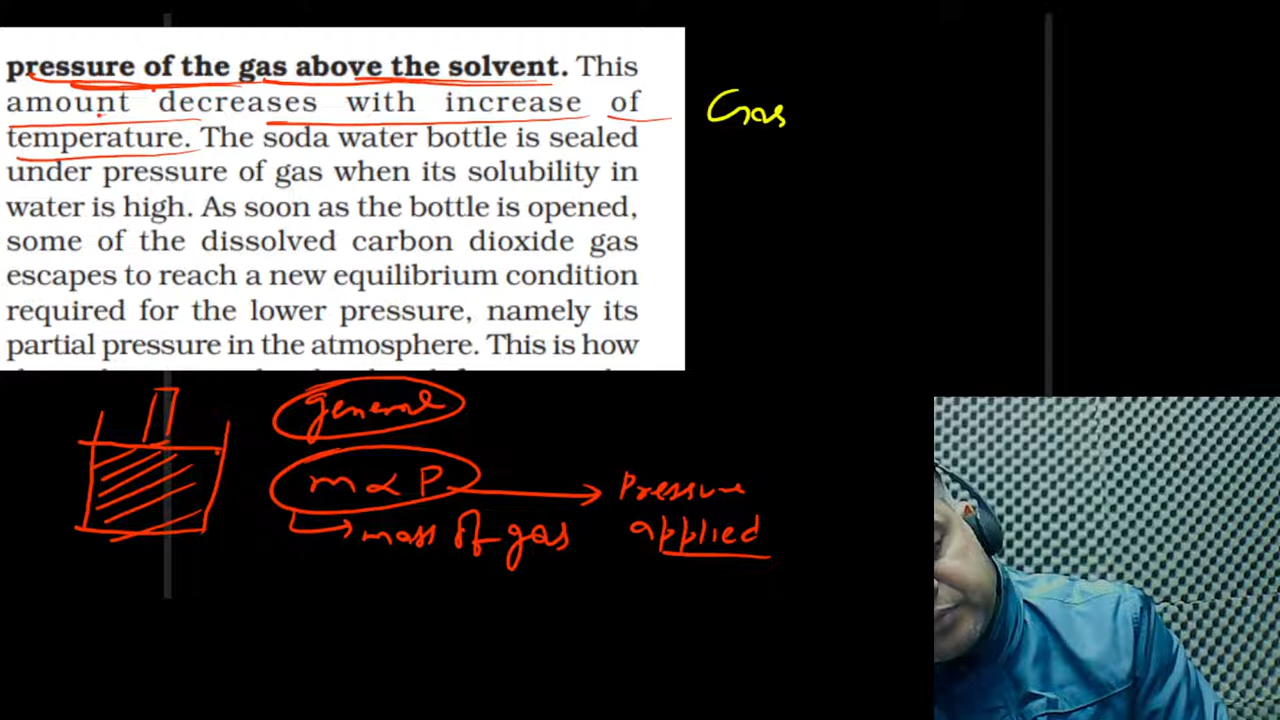 pressure of the gas above the solvent. This
amount decreases with increase of
temperature. The soda water bottle is sealed
under pressure of gas when its solubility in
water is high. As soon as the bottle is opened,
some of the dissolved carbon dioxide gas
escapes to reach a new equilibrium condition
required for the lower pressure, namely its
partial pressure in the atmosphere. This is how
Gas
general
m ∝ P
Pressure
applied
mass of gas